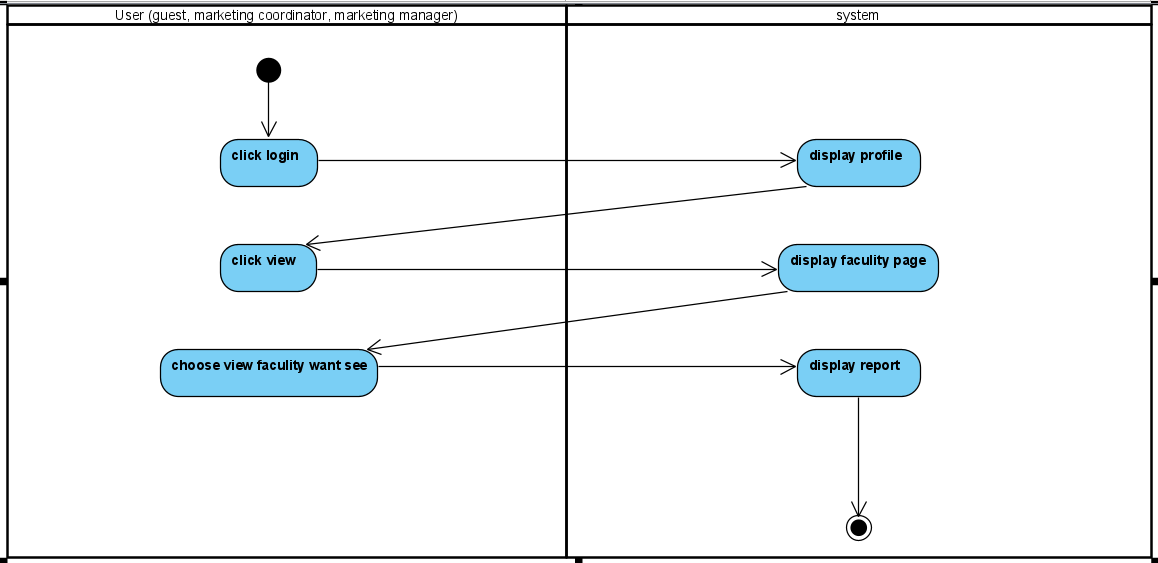 User (guest, marketing coordinator, marketing manager)
system
click login
display profile
click view
display faculity page
choose view faculity want see
display report